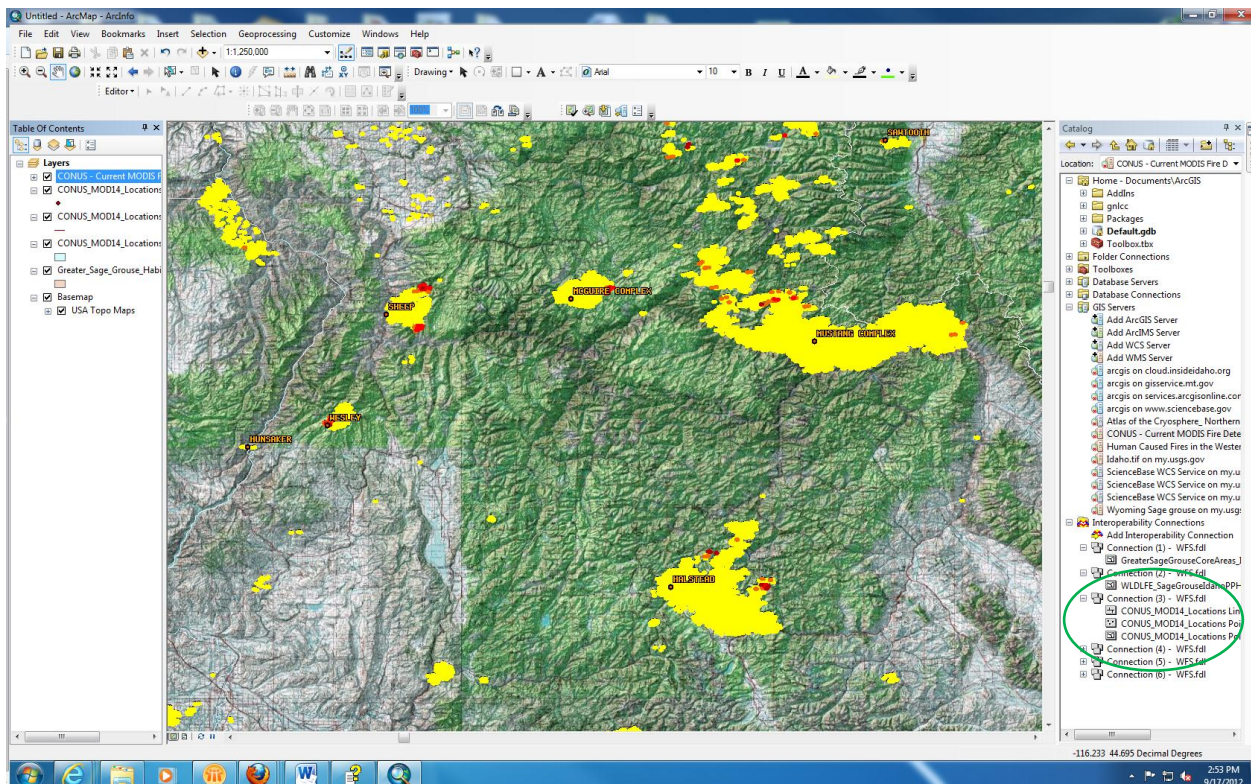 Untitled - ArcMap - ArcInfo
File Edit View Bookmarks Insert Selection Geoprocessing Customize Windows Help
1:1,250,000
Drawing
A
Arial
10
B I U A
Editor
Table Of Contents
Layers
CONUS - Current MODIS F
CONUS_MOD14_Locations
CONUS_MOD14_Locations
CONUS_MOD14_Locations
Greater_Sage_Grouse_Habi
Basemap
USA Topo Maps
SAWTOOTH
MCGUIRE COMPLEX
SHEEP
MUSTANG COMPLEX
WESLEY
HUNSAKER
HALSTEAD
Catalog
Location: CONUS - Current MODIS Fire D
Home - Documents\ArcGIS
AddIns
gnlcc
Packages
Default.gdb
Toolbox.tbx
Folder Connections
Toolboxes
Database Servers
Database Connections
GIS Servers
Add ArcGIS Server
Add ArcIMS Server
Add WCS Server
Add WMS Server
arcgis on cloud.insideidaho.org
arcgis on gisservice.mt.gov
arcgis on services.arcgisonline.con
arcgis on www.sciencebase.gov
Atlas of the Cryosphere_ Northern
CONUS - Current MODIS Fire Dete
Human Caused Fires in the Wester
Idaho.tif on my.usgs.gov
ScienceBase WCS Service on my.u
ScienceBase WCS Service on my.u
ScienceBase WCS Service on my.u
Wyoming Sage grouse on my.usg
Interoperability Connections
Add Interoperability Connection
Connection (1) - WFS.fdl
GreaterSageGrouseCoreAreas_
Connection (2) - WFS.fdl
WLDLFE_SageGrouseIdahoPPH
Connection (3) - WFS.fdl
CONUS_MOD14_Locations Lin
CONUS_MOD14_Locations Poi
CONUS_MOD14_Locations Po
Connection (4) - WFS.fdl
Connection (5) - WFS.fdl
Connection (6) - WFS.fdl
-116.233 44.695 Decimal Degrees
2:53 PM
9/17/2012